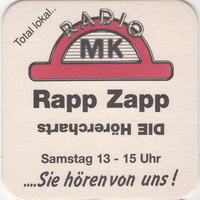 Total lokal..
RADIO
MK
Rapp Zapp
DIE Hörercharts
Samstag 13 - 15 Uhr
....Sie hören von uns!